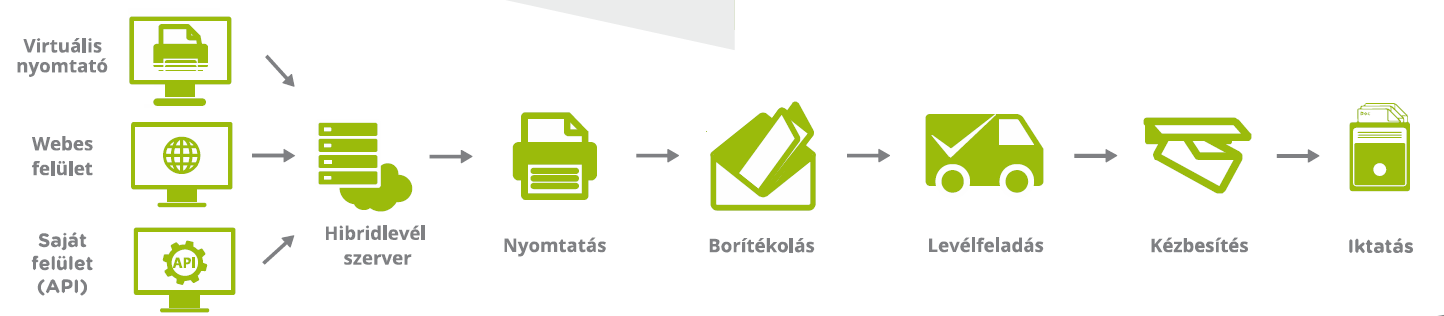 Virtuális
nyomtató
Webes
felület
Saját
felület
(API)
API
Hibridlevél
szerver
Nyomtatás
Borítékolás
Levélfeladás
Kézbesítés
Iktatás